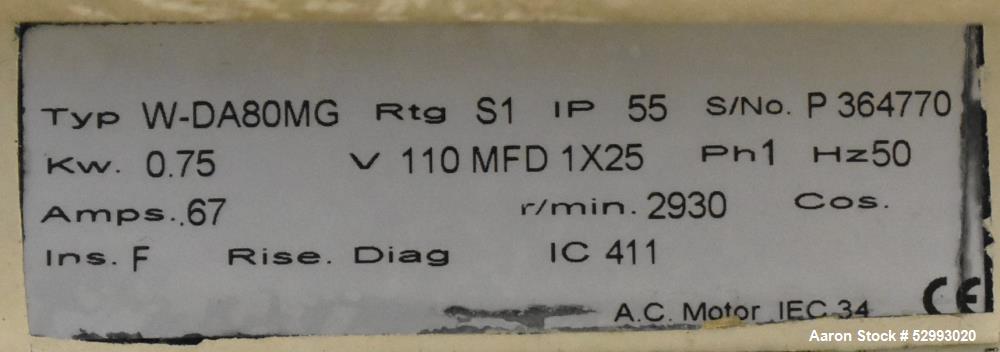 Typ W-DA80MG Rtg S1 IP 55 S/No. P 364770
Kw. 0.75 V 110 MFD 1X25 Ph1 Hz50
Amps..67 r/min. 2930 Cos.
Ins. F Rise. Diag IC 411
A.C. Motor IEC 34 CE
Aaron Stock # 52993020